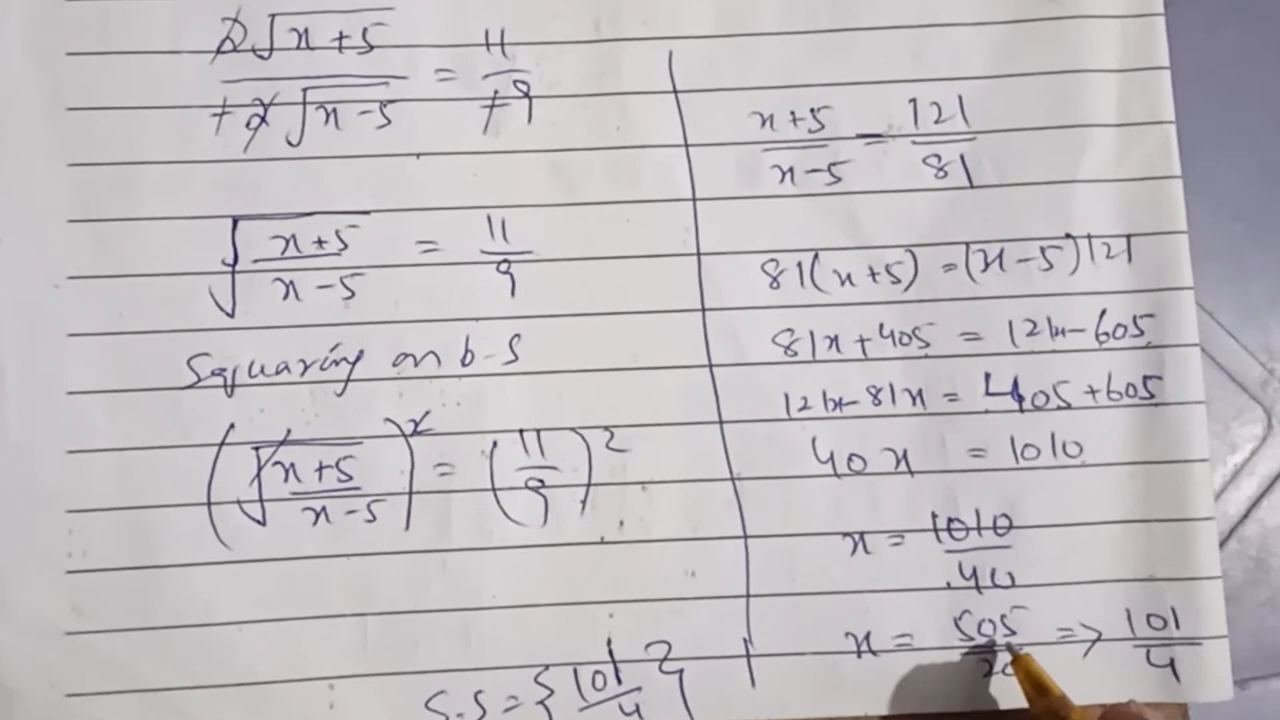 2√x+5 / +2√x-5 = 11 / +9
√x+5 / x-5 = 11 / 9
Squaring on b-S
(√x+5 / x-5)² = (11 / 9)²
S.S = {101 / 4}
x+5 / x-5 = 121 / 81
81(x+5) = (x-5)121
81x+405 = 121x-605
121x-81x = 405+605
40x = 1010
x = 1010 / 40
x = 505 / 20 => 101 / 4